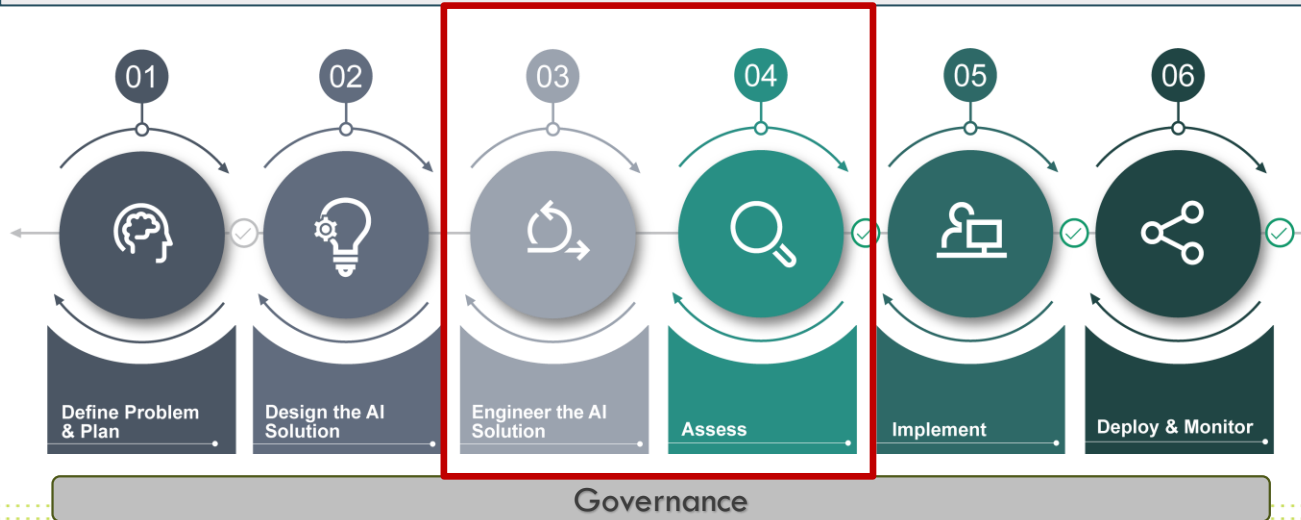 01
02
03
04
05
06
Define Problem
& Plan
Design the AI
Solution
Engineer the AI
Solution
Assess
Implement
Deploy & Monitor
Governance